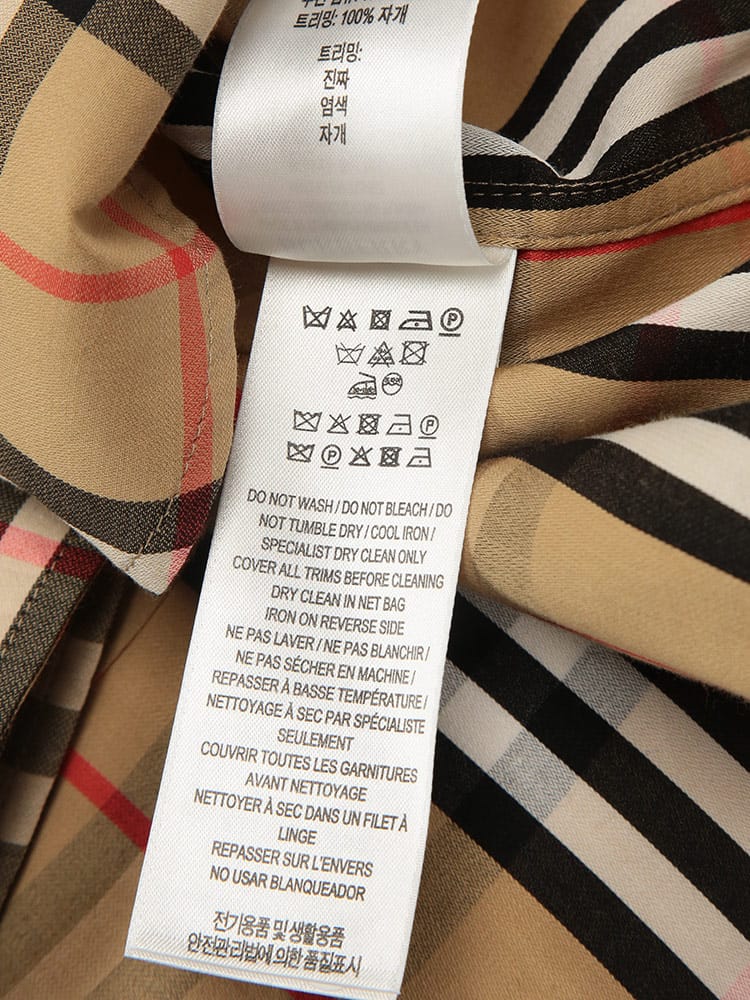 트리밍: 100% 자개
트리밍:
진짜
염색
자개
DO NOT WASH / DO NOT BLEACH / DO
NOT TUMBLE DRY / COOL IRON /
SPECIALIST DRY CLEAN ONLY
COVER ALL TRIMS BEFORE CLEANING
DRY CLEAN IN NET BAG
IRON ON REVERSE SIDE
NE PAS LAVER / NE PAS BLANCHIR /
NE PAS SÉCHER EN MACHINE /
REPASSER À BASSE TEMPÉRATURE /
NETTOYAGE À SEC PAR SPÉCIALISTE
SEULEMENT
COUVRIR TOUTES LES GARNITURES
AVANT NETTOYAGE
NETTOYER À SEC DANS UN FILET À
LINGE
REPASSER SUR L'ENVERS
NO USAR BLANQUEADOR
전기용품 및 생활용품
안전관리법에 의한 품질표시